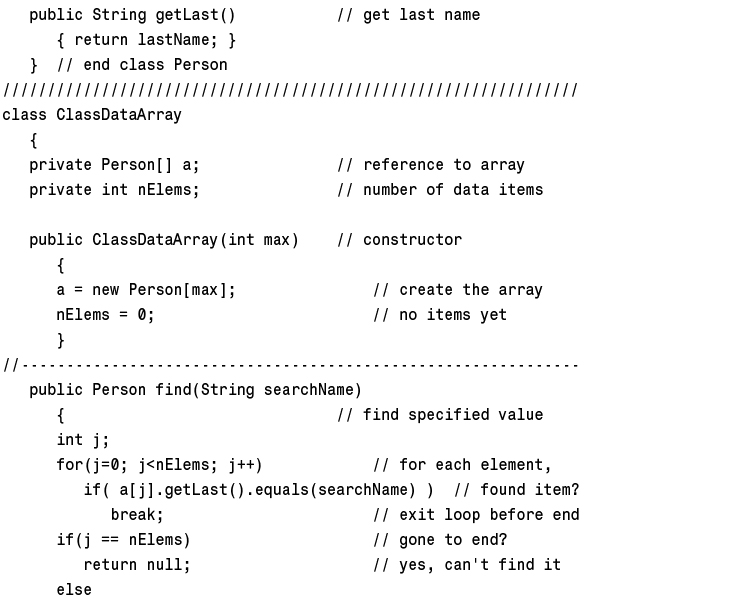 public String getLast()           // get last name
      { return lastName; }
   }  // end class Person
////////////////////////////////////////////////////////////////
class ClassDataArray
   {
   private Person[] a;               // reference to array
   private int nElems;               // number of data items

   public ClassDataArray(int max)    // constructor
      {
      a = new Person[max];               // create the array
      nElems = 0;                        // no items yet
      }
//--------------------------------------------------------------
   public Person find(String searchName)
      {                              // find specified value
      int j;
      for(j=0; j<nElems; j++)            // for each element,
         if( a[j].getLast().equals(searchName) )  // found item?
            break;                       // exit loop before end
      if(j == nElems)                    // gone to end?
         return null;                    // yes, can't find it
      else